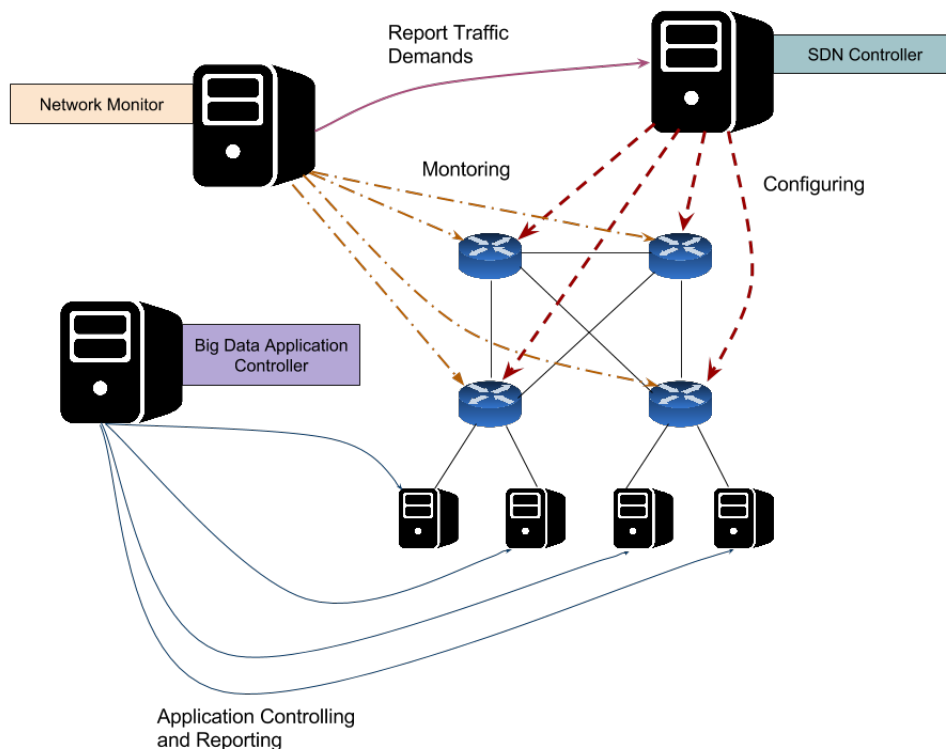 Report Traffic
Demands
SDN Controller
Network Monitor
Montoring
Configuring
Big Data Application
Controller
Application Controlling
and Reporting